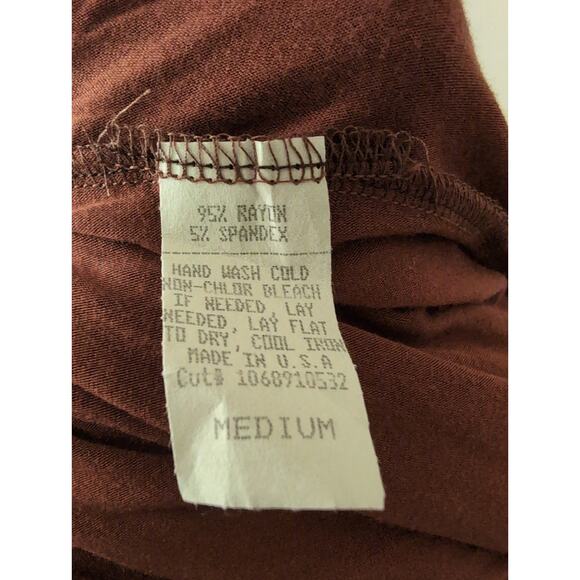 95% RAYON
5% SPANDEX
HAND WASH COLD
NON-CHLOR BLEACH
IF NEEDED, LAY
NEEDED, LAY FLAT
TO DRY, COOL IRON
MADE IN U.S.A
Cut# 1068910532
MEDIUM